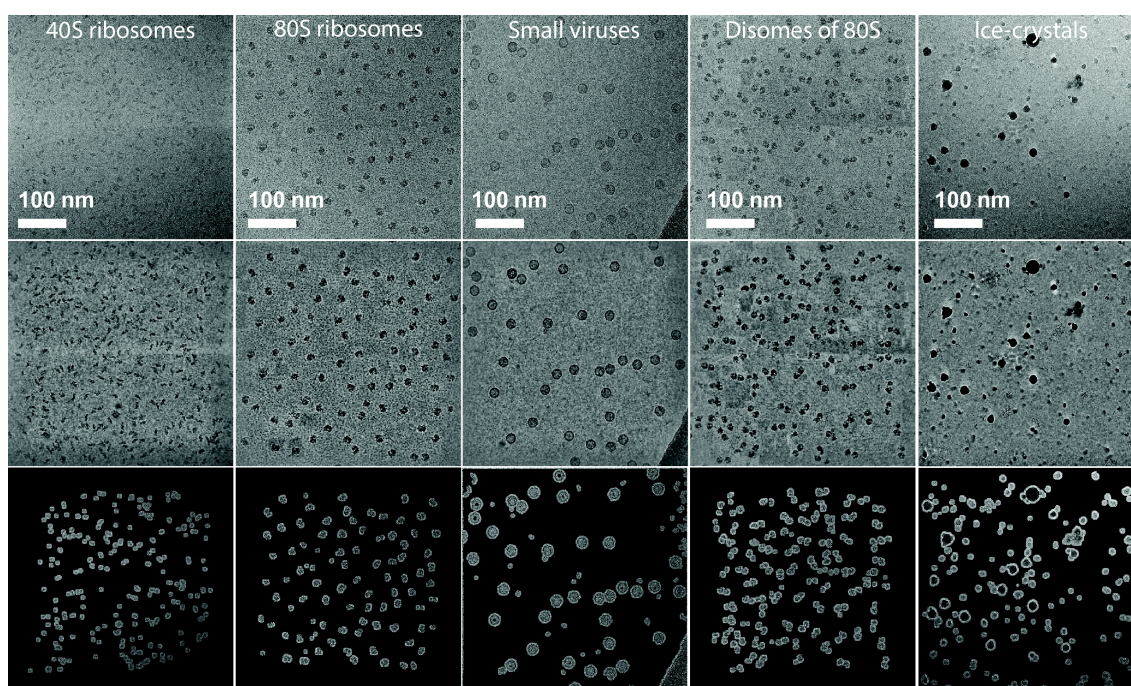 40S ribosomes
80S ribosomes
Small viruses
Disomes of 80S
Ice-crystals
100 nm
100 nm
100 nm
100 nm
100 nm